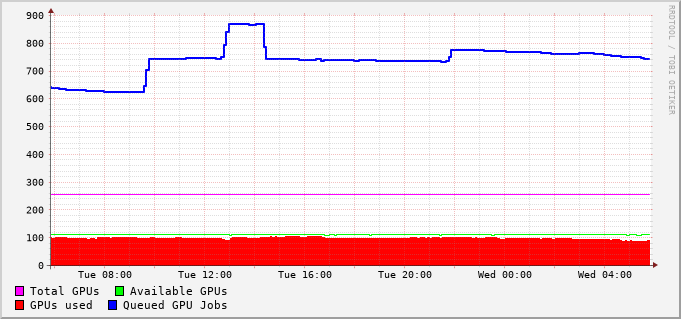 900
800
700
600
500
400
300
200
100
0
Tue 08:00 Tue 12:00 Tue 16:00 Tue 20:00 Wed 00:00 Wed 04:00
Total GPUs Available GPUs
GPUs used Queued GPU Jobs
RRDTOOL / TOBI OETIKER